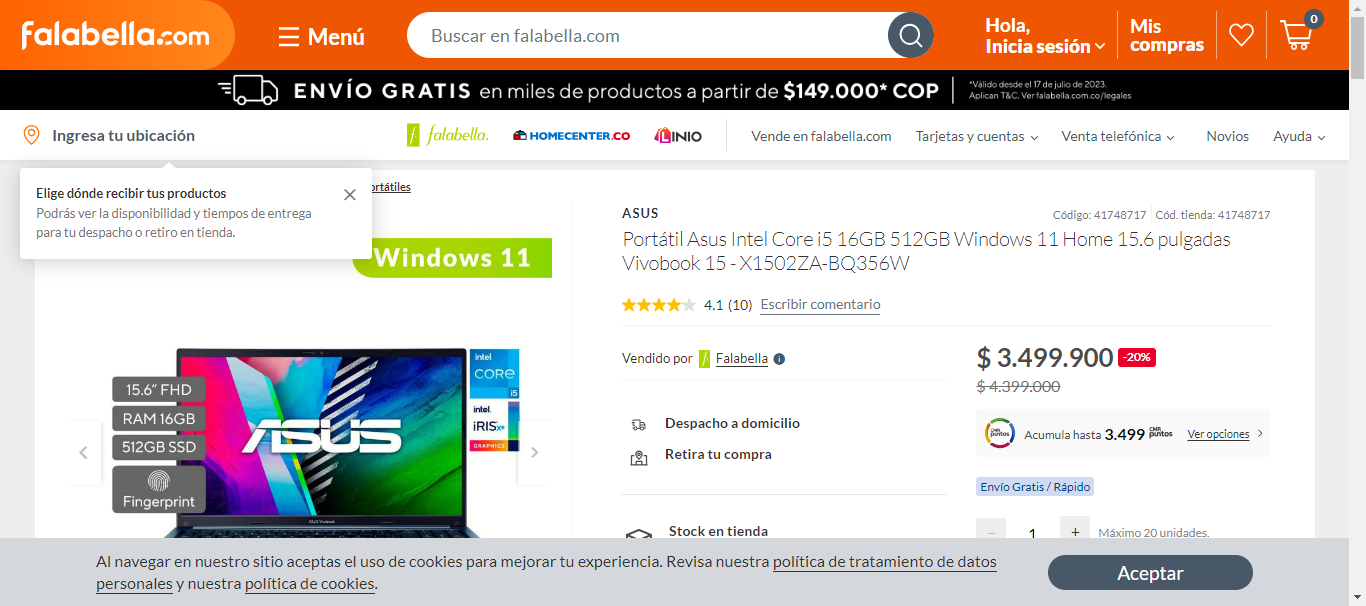 falabella.com
Menú
Buscar en falabella.com
Hola,
Inicia sesión
Mis
compras
0
ENVÍO GRATIS en miles de productos a partir de $149.000* COP
*Válido desde el 17 de julio de 2023.
Aplican T&C. Ver falabella.com.co/legales
Ingresa tu ubicación
falabella.
HOMECENTER.CO
LINIO
Vende en falabella.com
Tarjetas y cuentas
Venta telefónica
Novios
Ayuda
Elige dónde recibir tus productos
Podrás ver la disponibilidad y tiempos de entrega
para tu despacho o retiro en tienda.
ortátiles
Windows 11
15.6” FHD
RAM 16GB
512GB SSD
Fingerprint
ASUS
ASUS Vivobook
intel
CORE
i5
intel.
iRISxe
GRAPHICS
ASUS
Código: 41748717
Cód. tienda: 41748717
Portátil Asus Intel Core i5 16GB 512GB Windows 11 Home 15.6 pulgadas
Vivobook 15 - X1502ZA-BQ356W
4.1 (10)
Escribir comentario
Vendido por
Falabella
$ 3.499.900
-20%
$ 4.399.000
CMR
puntos
Acumula hasta 3.499 CMR puntos
Ver opciones
Despacho a domicilio
Retira tu compra
Envío Gratis / Rápido
Stock en tienda
− 1 +
Máximo 20 unidades.
Al navegar en nuestro sitio aceptas el uso de cookies para mejorar tu experiencia. Revisa nuestra política de tratamiento de datos
personales y nuestra política de cookies.
Aceptar